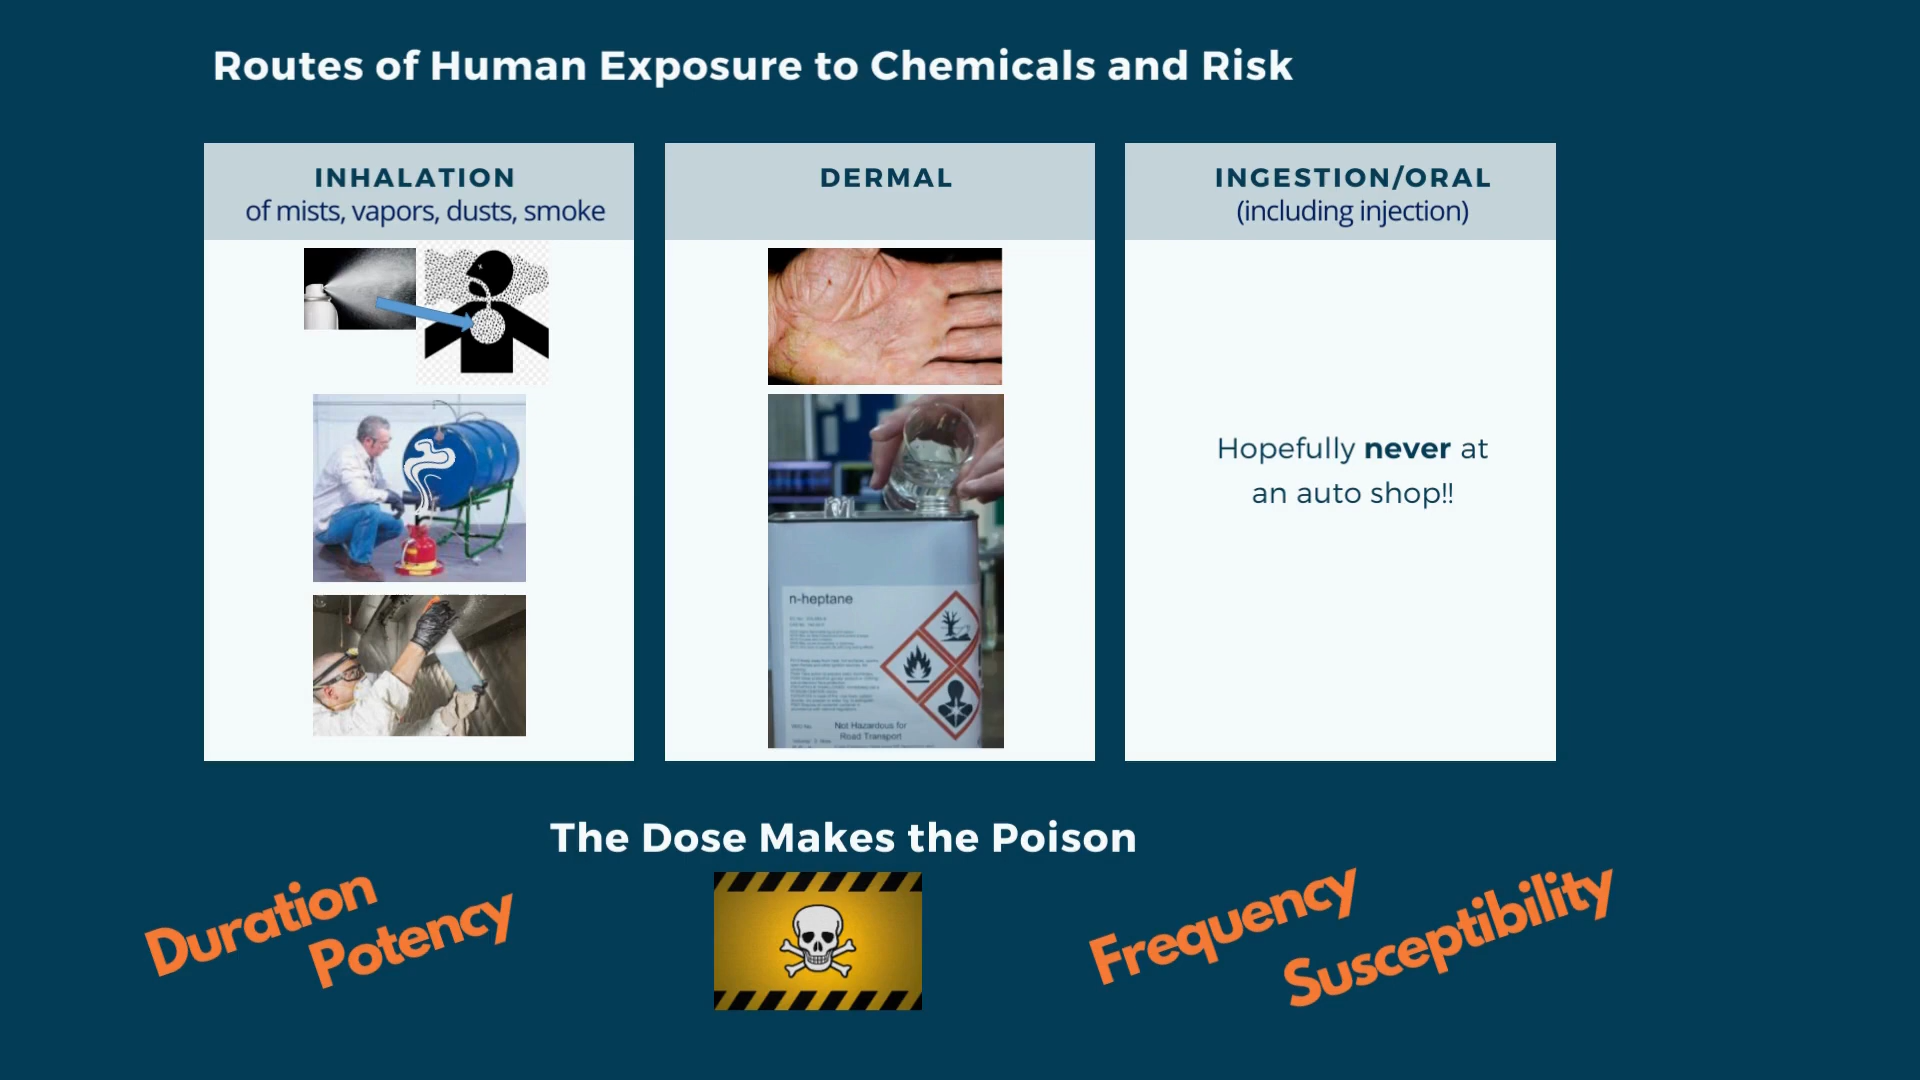 Routes of Human Exposure to Chemicals and Risk
INHALATION
of mists, vapors, dusts, smoke
DERMAL
n-heptane
Not Hazardous for
Road Transport
INGESTION/ORAL
(including injection)
Hopefully never at
an auto shop!!
The Dose Makes the Poison
Duration
Potency
Frequency
Susceptibility